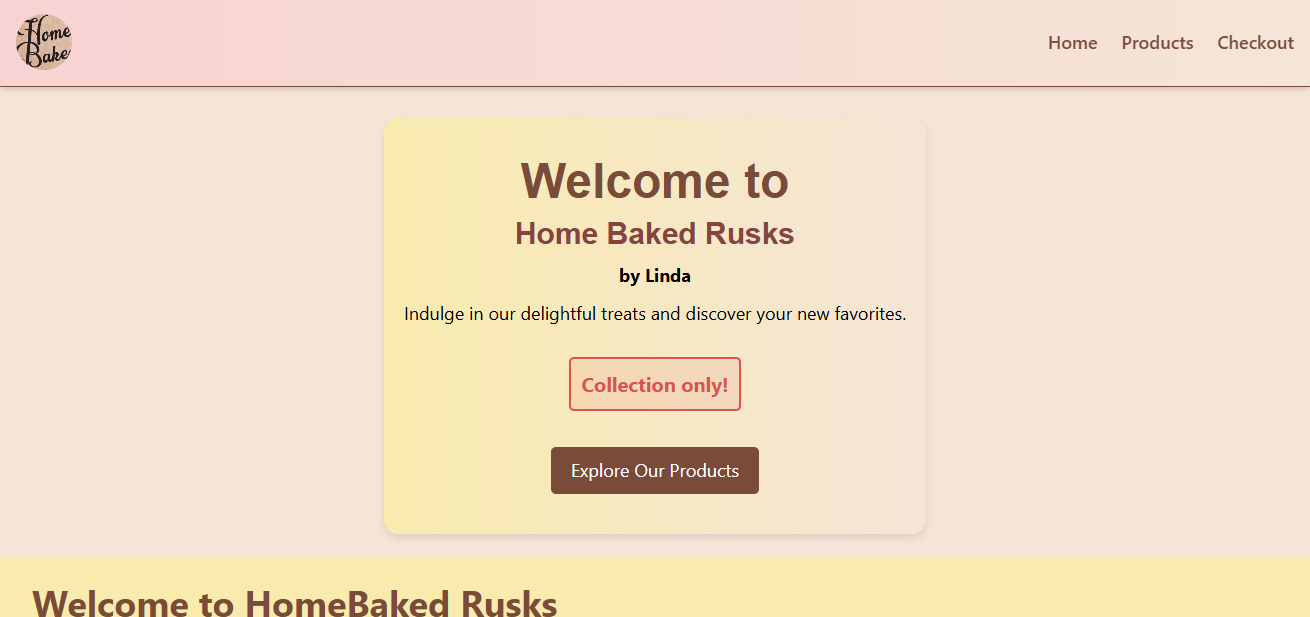 Home
Bake
Home Products Checkout
Welcome to
Home Baked Rusks
by Linda
Indulge in our delightful treats and discover your new favorites.
Collection only!
Explore Our Products
Welcome to HomeBaked Rusks